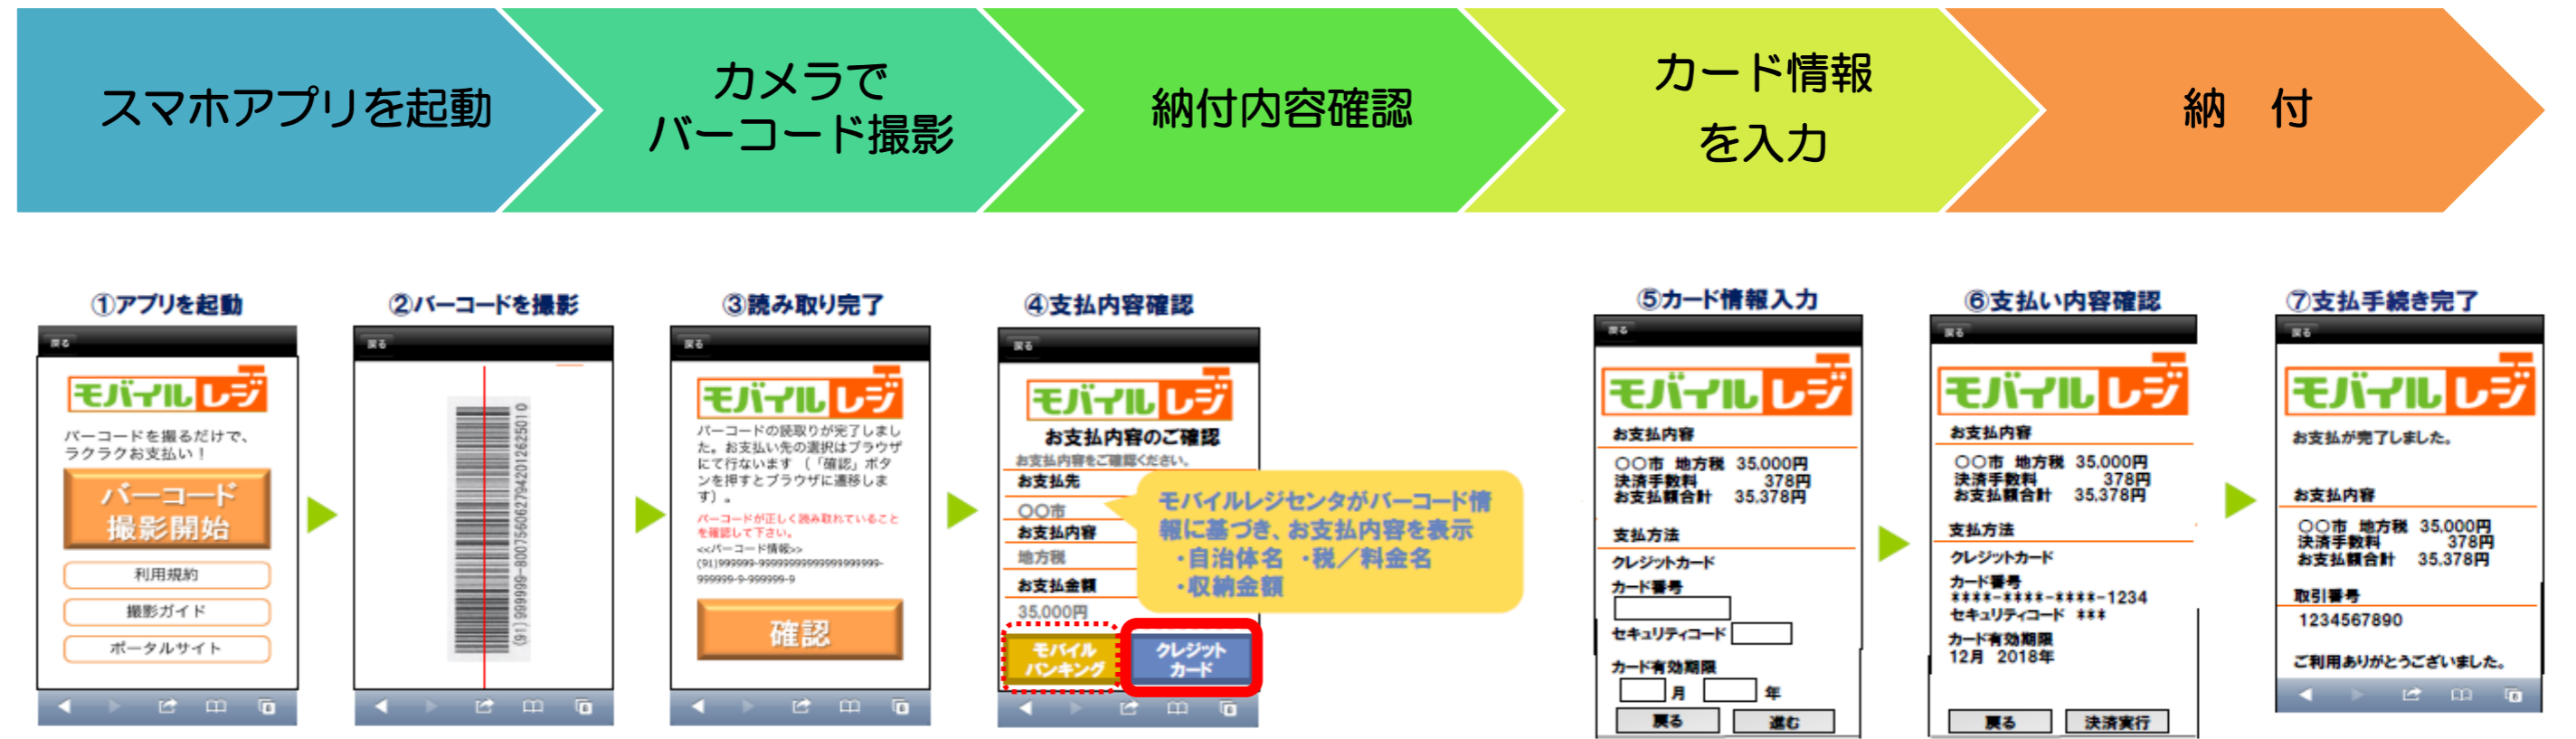 スマホアプリを起動
カメラで
バーコード撮影
納付内容確認
カード情報
を入力
納　付
①アプリを起動
戻る
モバイルレジ
バーコードを撮るだけで、
ラクラクお支払い！
バーコード
撮影開始
利用規約
撮影ガイド
ポータルサイト
②バーコードを撮影
戻る
③読み取り完了
戻る
モバイルレジ
バーコードの読取りが完了しまし
た。お支払い先の選択はブラウザ
にて行ないます （「確認」ボタ
ンを押すとブラウザに遷移しま
す）。
バーコードが正しく読み取れていること
を確認して下さい。
<<バーコード情報>>
999999-9-999999-9
確認
④支払内容確認
戻る
モバイルレジ
お支払内容のご確認
お支払内容をご確認ください。
お支払先
〇〇市
お支払内容
地方税
お支払金額
35,000円
モバイル
バンキング
クレジット
カード
モバイルレジセンタがバーコード情
報に基づき、お支払内容を表示
・自治体名 ・税／料金名
・収納金額
⑤カード情報入力
戻る
モバイルレジ
お支払内容
〇〇市 地方税 35,000円
決済手数料 378円
お支払額合計 35,378円
支払方法
クレジットカード
カード番号
セキュリティコード
カード有効期限
月 年
戻る 進む
⑥支払い内容確認
戻る
モバイルレジ
お支払内容
〇〇市 地方税 35,000円
決済手数料 378円
お支払額合計 35,378円
支払方法
クレジットカード
カード番号
****-****-****-1234
セキュリティコード ***
カード有効期限
12月 2018年
戻る 決済実行
⑦支払手続き完了
戻る
モバイルレジ
お支払が完了しました。
お支払内容
〇〇市 地方税 35,000円
決済手数料 378円
お支払額合計 35,378円
取引番号
1234567890
ご利用ありがとうございました。